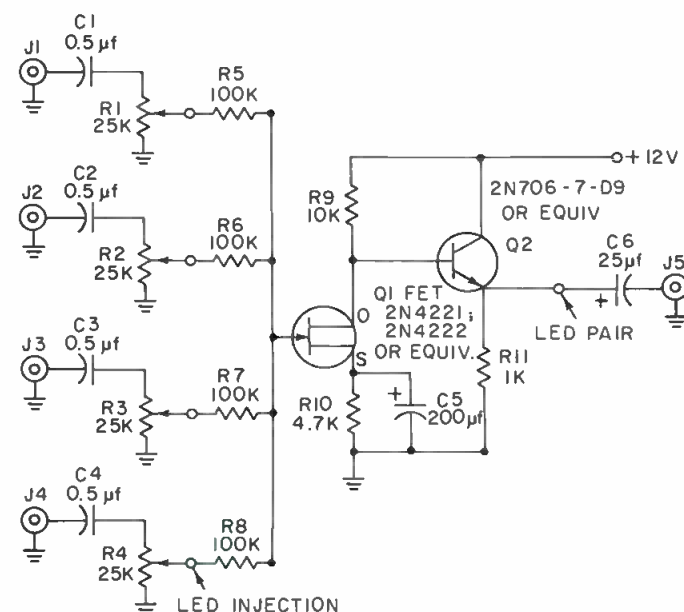 C1
0.5 µf
J1
R1
25K
R5
100K
C2
0.5 µf
J2
R2
25K
R6
100K
C3
0.5 µf
J3
R3
25K
R7
100K
C4
0.5 µf
J4
R4
25K
R8
100K
LED INJECTION
R9
10K
+12V
2N706-7-D9
OR EQUIV
Q2
Q1 FET
2N4221;
2N4222
OR EQUIV.
O
S
R10
4.7K
+
C5
200µf
R11
1K
C6
25µf
+
J5
LED PAIR